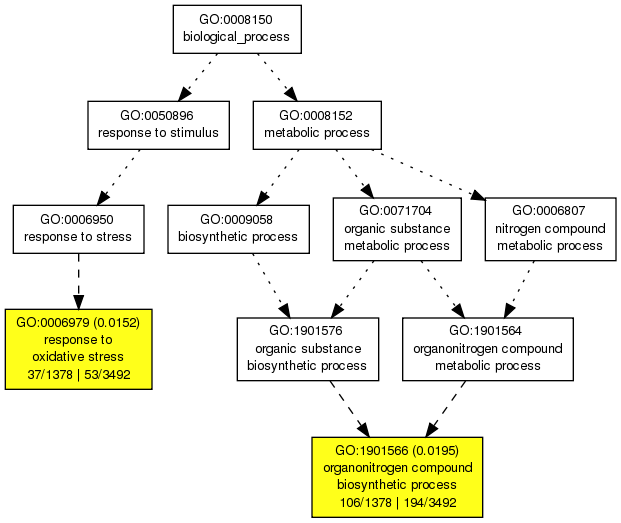 GO:0008150
biological_process
GO:0050896
response to stimulus
GO:0008152
metabolic process
GO:0006950
response to stress
GO:0009058
biosynthetic process
GO:0071704
organic substance
metabolic process
GO:0006807
nitrogen compound
metabolic process
GO:0006979 (0.0152)
response to
oxidative stress
37/1378 | 53/3492
GO:1901576
organic substance
biosynthetic process
GO:1901564
organonitrogen compound
metabolic process
GO:1901566 (0.0195)
organonitrogen compound
biosynthetic process
106/1378 | 194/3492